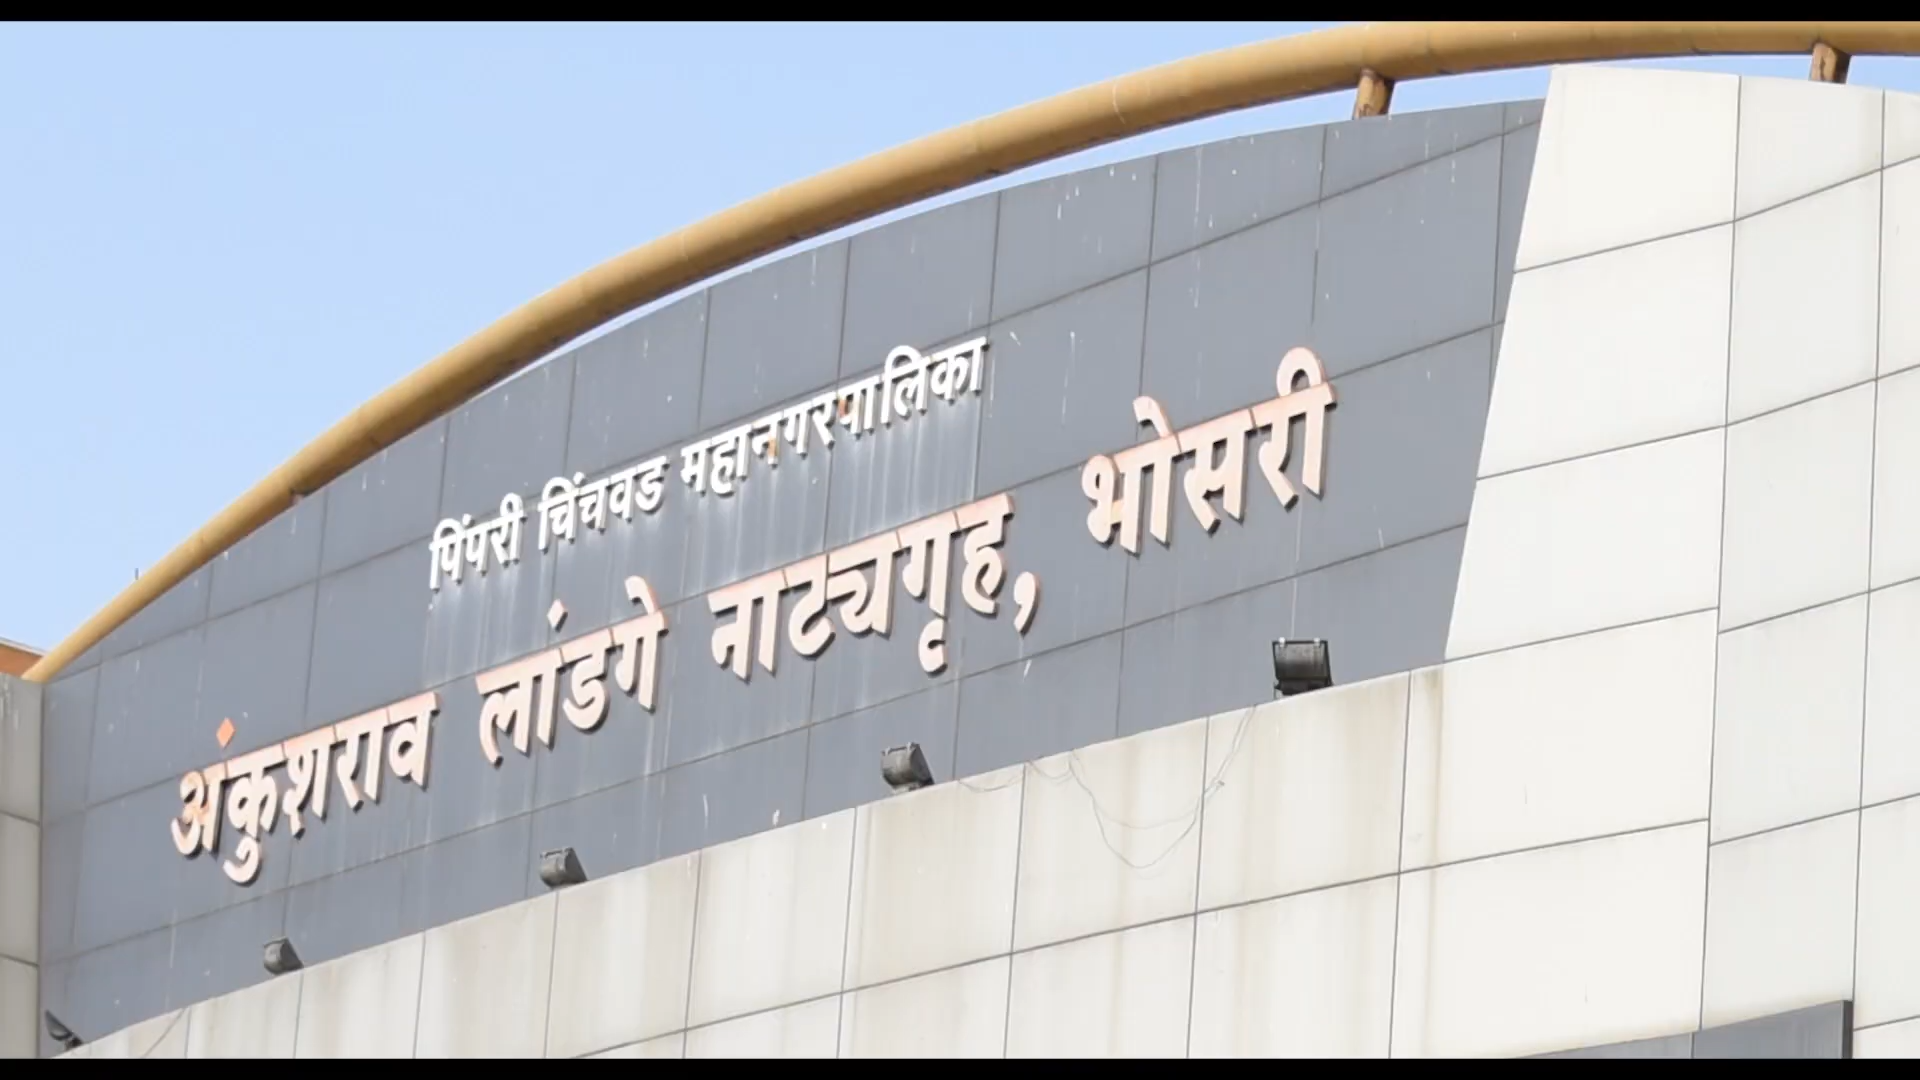 पिंपरी चिंचवड महानगरपालिका
अंकुशराव लांडगे नाट्यगृह, भोसरी